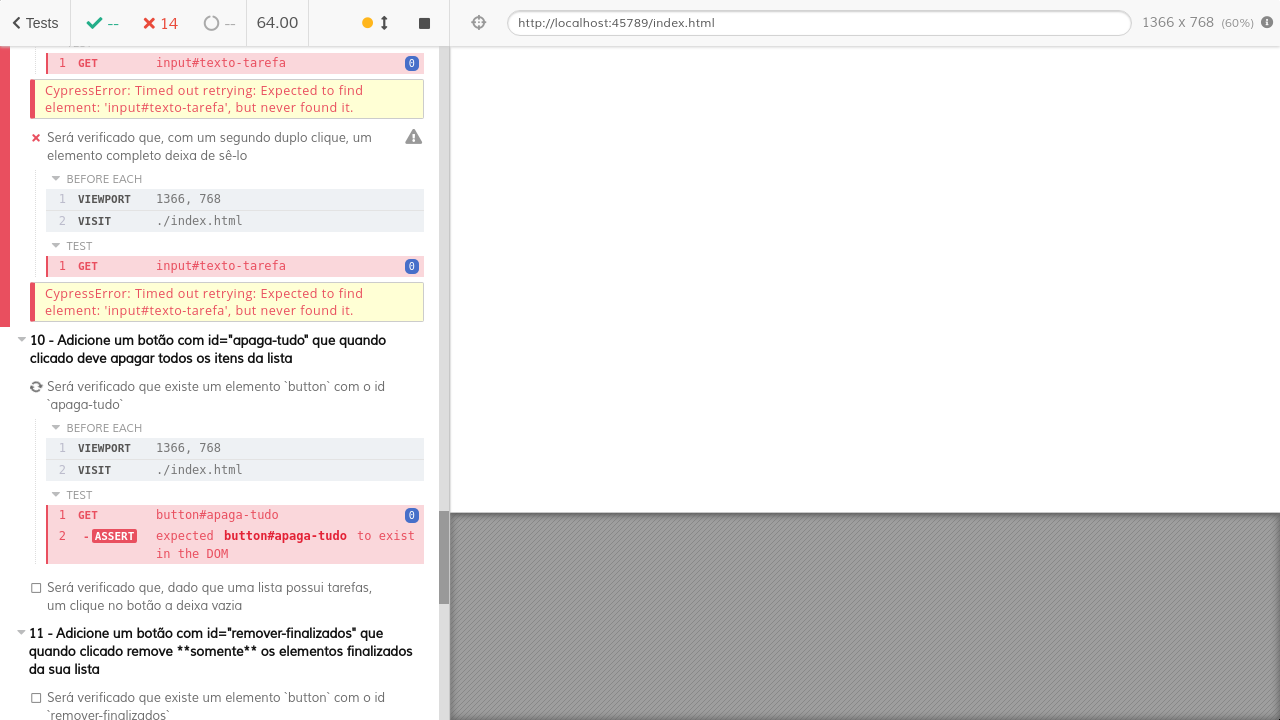 Tests
--
14
--
64.00
http://localhost:45789/index.html
1366 x 768 (60%)
1 GET input#texto-tarefa 0
CypressError: Timed out retrying: Expected to find
element: 'input#texto-tarefa', but never found it.
Será verificado que, com um segundo duplo clique, um
elemento completo deixa de sê-lo
BEFORE EACH
1 VIEWPORT 1366, 768
2 VISIT ./index.html
TEST
1 GET input#texto-tarefa 0
CypressError: Timed out retrying: Expected to find
element: 'input#texto-tarefa', but never found it.
10 - Adicione um botão com id="apaga-tudo" que quando
clicado deve apagar todos os itens da lista
Será verificado que existe um elemento `button` com o id
`apaga-tudo`
BEFORE EACH
1 VIEWPORT 1366, 768
2 VISIT ./index.html
TEST
1 GET button#apaga-tudo 0
2 - ASSERT expected button#apaga-tudo to exist
in the DOM
Será verificado que, dado que uma lista possui tarefas,
um clique no botão a deixa vazia
11 - Adicione um botão com id="remover-finalizados" que
quando clicado remove **somente** os elementos finalizados
da sua lista
Será verificado que existe um elemento `button` com o id
`remover-finalizados`